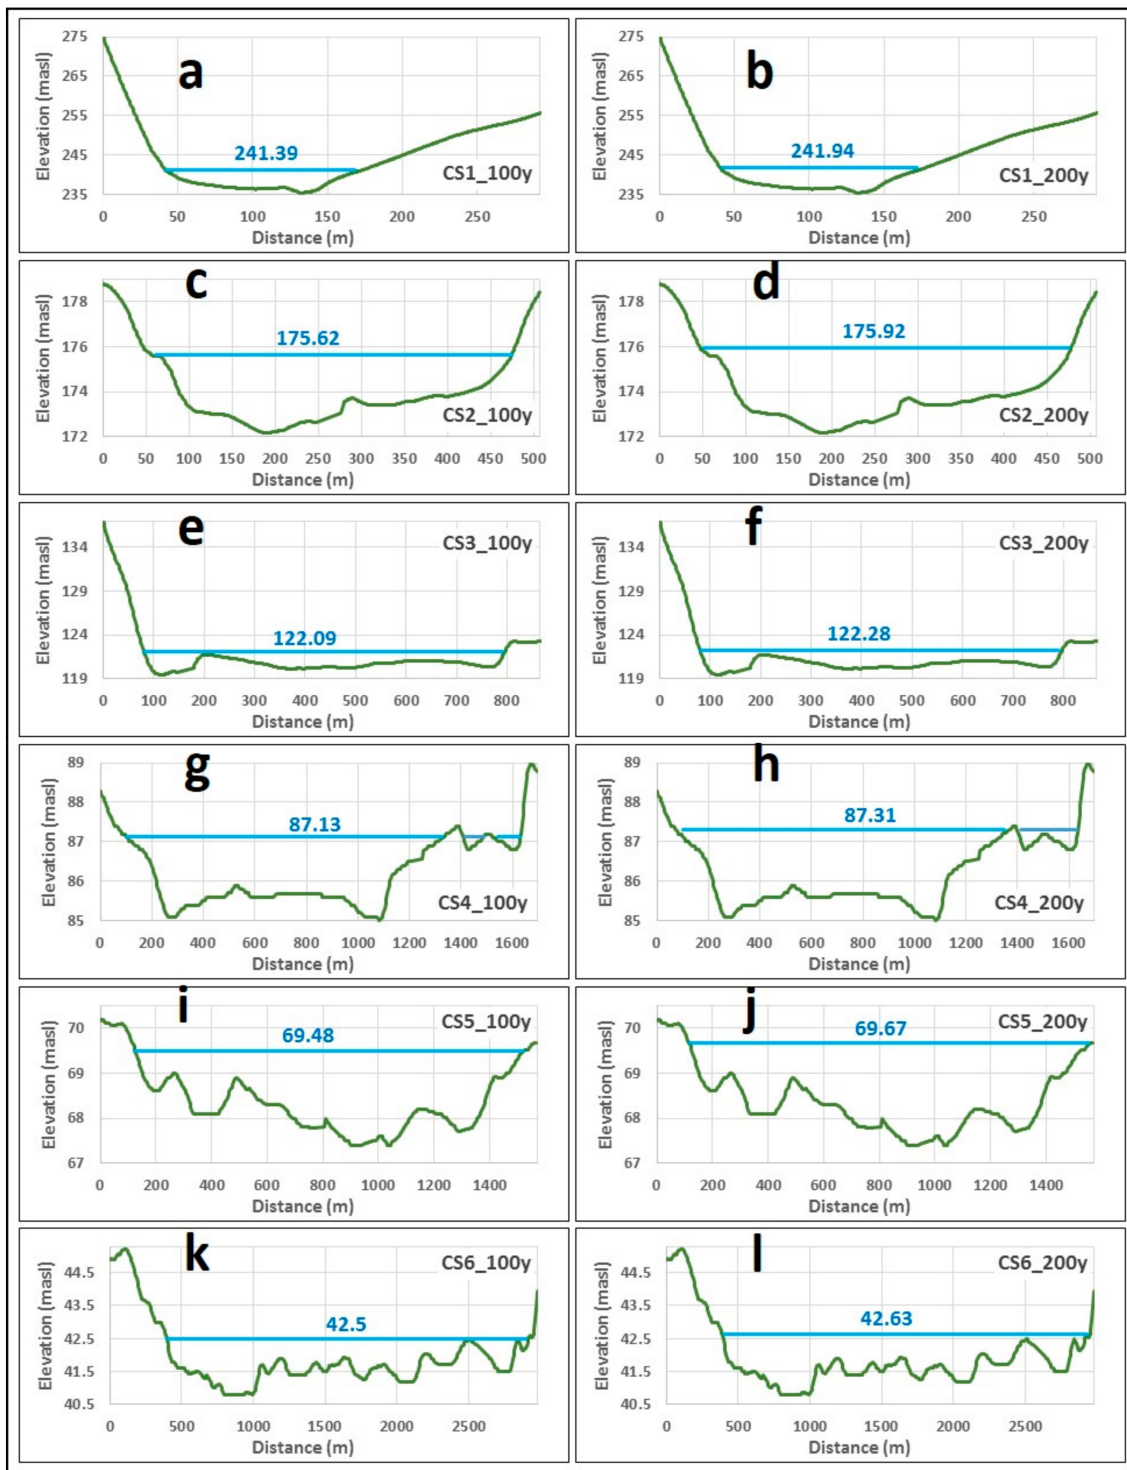 a
Elevation (masl)
275
265
255
245
235
241.39
CS1_100y
0 50 100 150 200 250
Distance (m)
b
Elevation (masl)
275
265
255
245
235
241.94
CS1_200y
0 50 100 150 200 250
Distance (m)
c
Elevation (masl)
178
176
174
172
175.62
CS2_100y
0 50 100 150 200 250 300 350 400 450 500
Distance (m)
d
Elevation (masl)
178
176
174
172
175.92
CS2_200y
0 50 100 150 200 250 300 350 400 450 500
Distance (m)
e
CS3_100y
Elevation (masl)
134
129
124
119
122.09
0 100 200 300 400 500 600 700 800
Distance (m)
f
CS3_200y
Elevation (masl)
134
129
124
119
122.28
0 100 200 300 400 500 600 700 800
Distance (m)
g
Elevation (masl)
89
88
87
86
85
87.13
CS4_100y
0 200 400 600 800 1000 1200 1400 1600
Distance (m)
h
Elevation (masl)
89
88
87
86
85
87.31
CS4_200y
0 200 400 600 800 1000 1200 1400 1600
Distance (m)
i
CS5_100y
Elevation (masl)
70
69
68
67
69.48
0 200 400 600 800 1000 1200 1400
Distance (m)
j
CS5_200y
Elevation (masl)
70
69
68
67
69.67
0 200 400 600 800 1000 1200 1400
Distance (m)
k
CS6_100y
Elevation (masl)
44.5
43.5
42.5
41.5
40.5
42.5
0 500 1000 1500 2000 2500
Distance (m)
l
CS6_200y
Elevation (masl)
44.5
43.5
42.5
41.5
40.5
42.63
0 500 1000 1500 2000 2500
Distance (m)